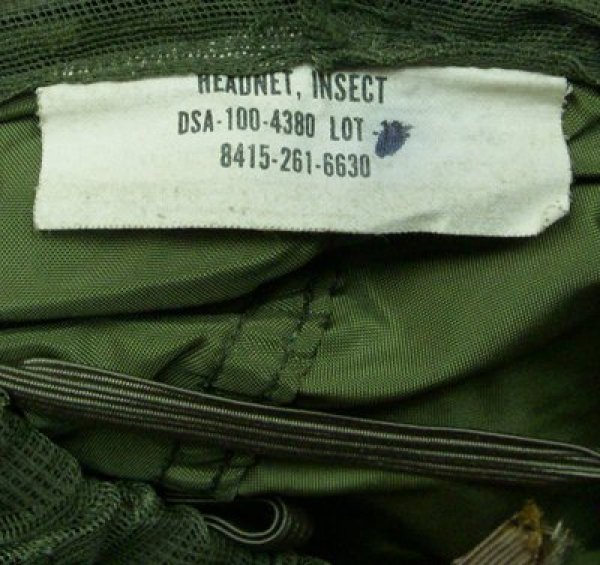 HEADNET, INSECT
DSA-100-4380 LOT -
8415-261-6630